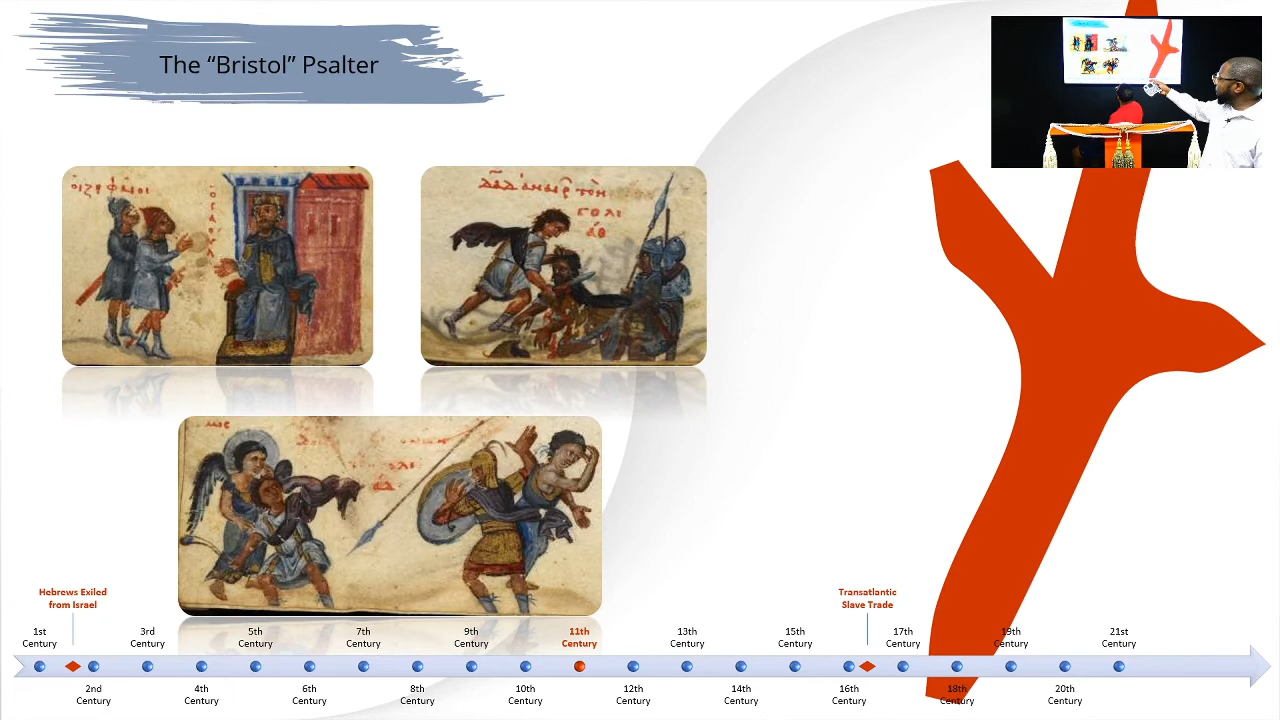 The “Bristol” Psalter
Hebrews Exiled
from Israel
Transatlantic
Slave Trade
1st
Century
3rd
Century
5th
Century
7th
Century
9th
Century
11th
Century
13th
Century
15th
Century
17th
Century
19th
Century
21st
Century
2nd
Century
4th
Century
6th
Century
8th
Century
10th
Century
12th
Century
14th
Century
16th
Century
18th
Century
20th
Century